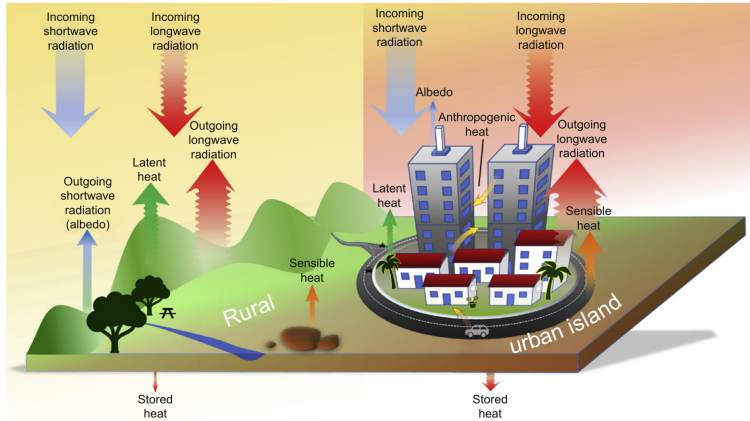 Incoming
shortwave
radiation
Incoming
longwave
radiation
Incoming
shortwave
radiation
Incoming
longwave
radiation
Albedo
Anthropogenic
heat
Outgoing
longwave
radiation
Outgoing
longwave
radiation
Latent
heat
Outgoing
shortwave
radiation
(albedo)
Latent
heat
Sensible
heat
Sensible
heat
Rural
urban island
Stored
heat
Stored
heat